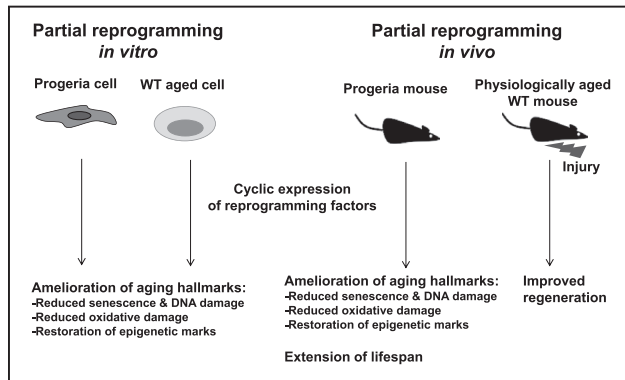 Partial reprogramming
in vitro
Progeria cell
WT aged cell
Partial reprogramming
in vivo
Progeria mouse
Physiologically aged
WT mouse
Injury
Cyclic expression
of reprogramming factors
Amelioration of aging hallmarks:
-Reduced senescence & DNA damage
-Reduced oxidative damage
-Restoration of epigenetic marks
Amelioration of aging hallmarks:
-Reduced senescence & DNA damage
-Reduced oxidative damage
-Restoration of epigenetic marks
Extension of lifespan
Improved
regeneration